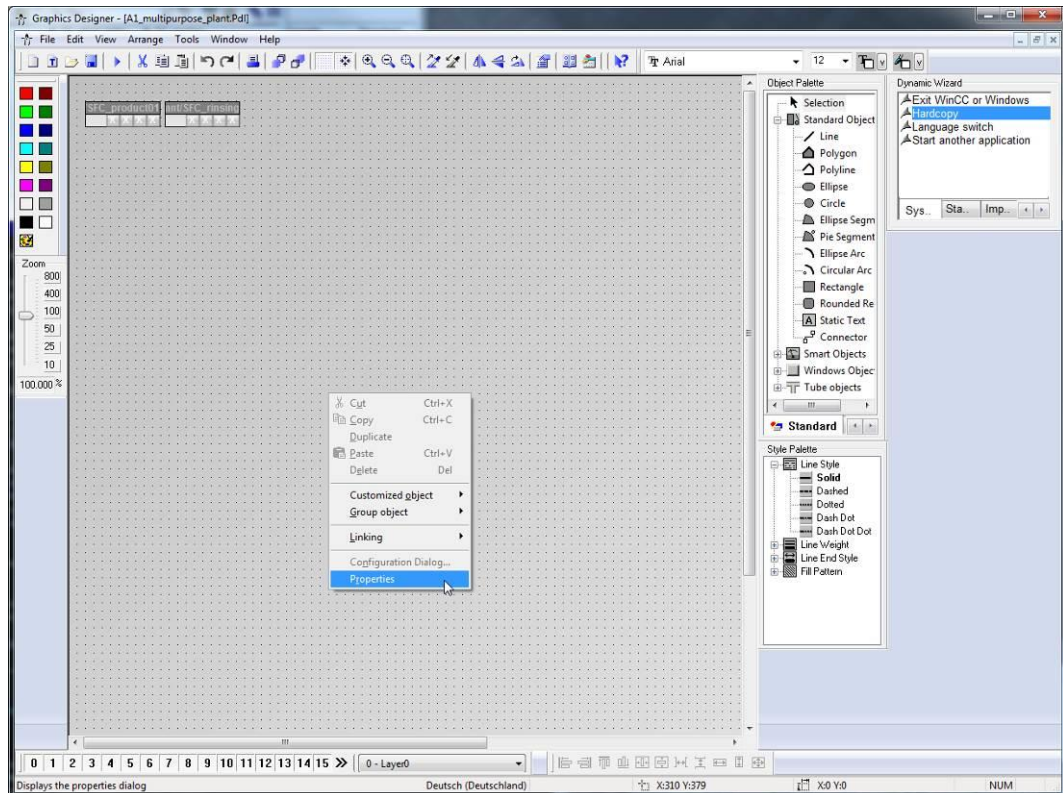 Graphics Designer - [A1_multipurpose_plant.Pdl]
File Edit View Arrange Tools Window Help
Arial 12
SFC_product01 ant/SFC_rinsing
Zoom
800
400
100
50
25
10
100.000 %
Cut Ctrl+X
Copy Ctrl+C
Duplicate
Paste Ctrl+V
Delete Del
Customized object
Group object
Linking
Configuration Dialog...
Properties
Object Palette
Selection
Standard Object
Line
Polygon
Polyline
Ellipse
Circle
Ellipse Segm
Pie Segment
Ellipse Arc
Circular Arc
Rectangle
Rounded Re
A Static Text
Connector
Smart Objects
Windows Objec
Tube objects
Standard
Style Palette
Line Style
Solid
Dashed
Dotted
Dash Dot
Dash Dot Dot
Line Weight
Line End Style
Fill Pattern
Dynamic Wizard
Exit WinCC or Windows
Hardcopy
Language switch
Start another application
Sys.. Sta.. Imp..
0 1 2 3 4 5 6 7 8 9 10 11 12 13 14 15 0 - Layer0
Displays the properties dialog Deutsch (Deutschland) X:310 Y:379 X:0 Y:0 NUM